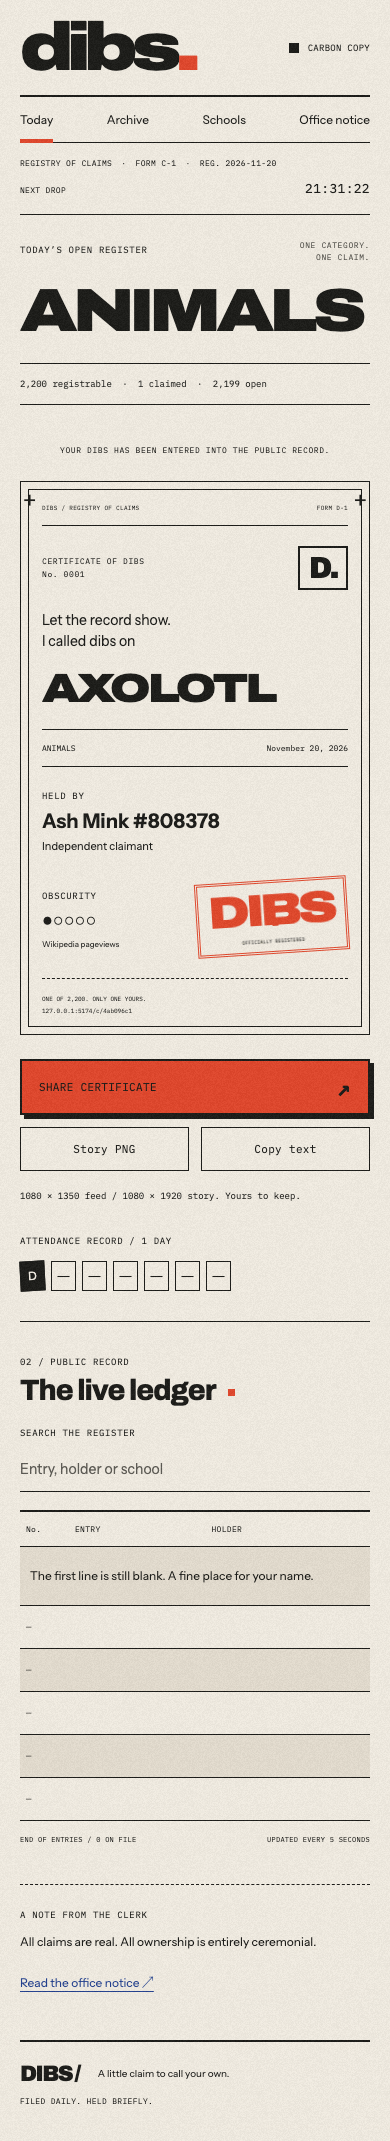 dibs.
CARBON COPY
Today Archive Schools Office notice
REGISTRY OF CLAIMS · FORM C-1 · REG. 2026-11-20
NEXT DROP 21:31:22
TODAY'S OPEN REGISTER
ONE CATEGORY.
ONE CLAIM.
ANIMALS
2,200 registrable · 1 claimed · 2,199 open
YOUR DIBS HAS BEEN ENTERED INTO THE PUBLIC RECORD.
DIBS / REGISTRY OF CLAIMS FORM D-1
CERTIFICATE OF DIBS
No. 0001
D.
Let the record show.
I called dibs on
AXOLOTL
ANIMALS November 20, 2026
HELD BY
Ash Mink #808378
Independent claimant
OBSCURITY
Wikipedia pageviews
DIBS
OFFICIALLY REGISTERED
ONE OF 2,200. ONLY ONE YOURS.
127.0.0.1:5174/c/4ab096c1
SHARE CERTIFICATE ↗
Story PNG Copy text
1080 × 1350 feed / 1080 × 1920 story. Yours to keep.
ATTENDANCE RECORD / 1 DAY
D — — — — — —
02 / PUBLIC RECORD
The live ledger
SEARCH THE REGISTER
Entry, holder or school
No. ENTRY HOLDER
The first line is still blank. A fine place for your name.
—
—
—
—
—
END OF ENTRIES / 0 ON FILE UPDATED EVERY 5 SECONDS
A NOTE FROM THE CLERK
All claims are real. All ownership is entirely ceremonial.
Read the office notice ↗
DIBS/ A little claim to call your own.
FILED DAILY. HELD BRIEFLY.